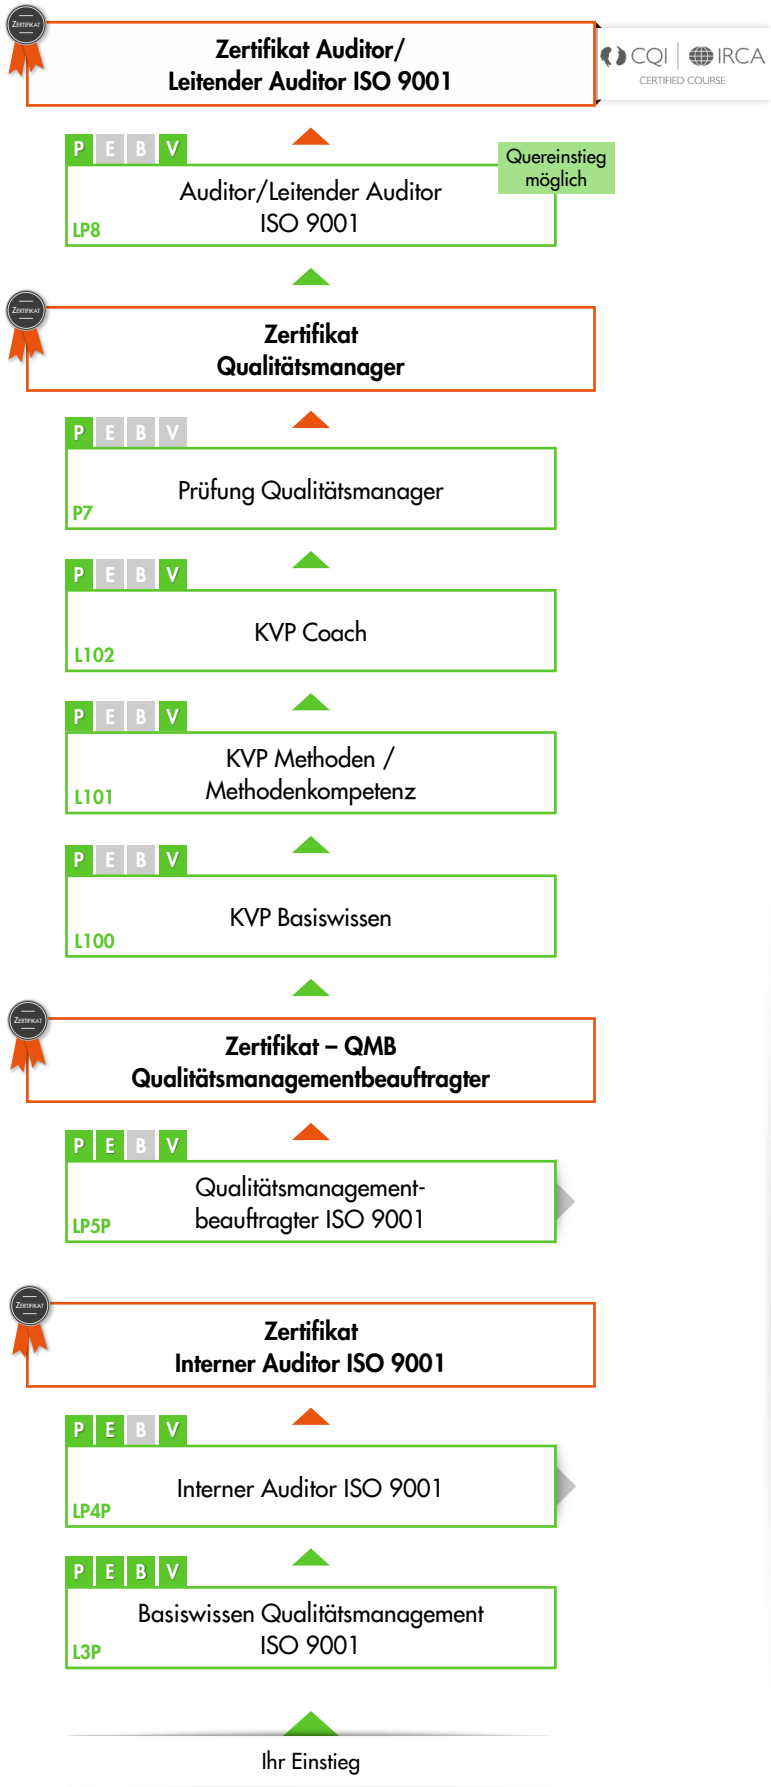 ZERTIFIKAT
Zertifikat Auditor/
Leitender Auditor ISO 9001
CQI IRCA
CERTIFIED COURSE
P E B V
Quereinstieg
möglich
Auditor/Leitender Auditor
ISO 9001
LP8
ZERTIFIKAT
Zertifikat
Qualitätsmanager
P E B V
Prüfung Qualitätsmanager
P7
P E B V
KVP Coach
L102
P E B V
KVP Methoden /
Methodenkompetenz
L101
P E B V
KVP Basiswissen
L100
ZERTIFIKAT
Zertifikat – QMB
Qualitätsmanagementbeauftragter
P E B V
Qualitätsmanagement-
beauftragter ISO 9001
LP5P
ZERTIFIKAT
Zertifikat
Interner Auditor ISO 9001
P E B V
Interner Auditor ISO 9001
LP4P
P E B V
Basiswissen Qualitätsmanagement
ISO 9001
L3P
Ihr Einstieg